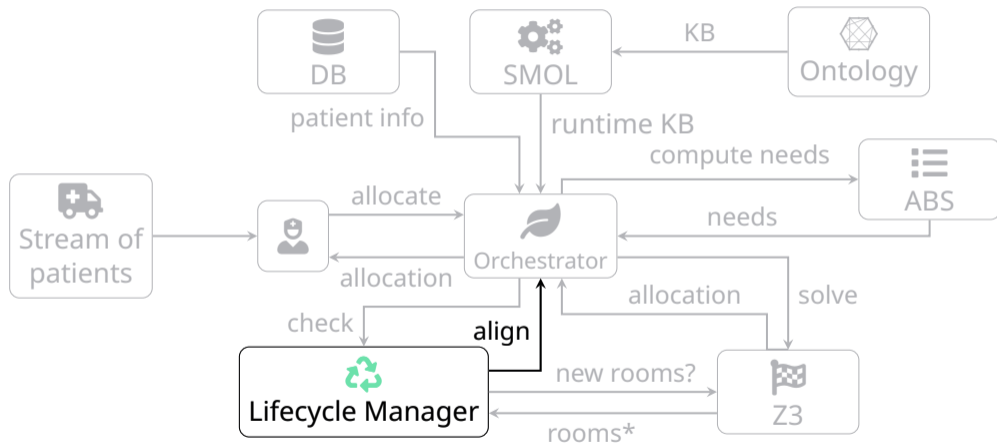 DB
SMOL
KB
Ontology
patient info
runtime KB
compute needs
ABS
Stream of
patients
allocate
needs
Orchestrator
allocation
allocation
solve
check
align
Lifecycle Manager
new rooms?
Z3
rooms*